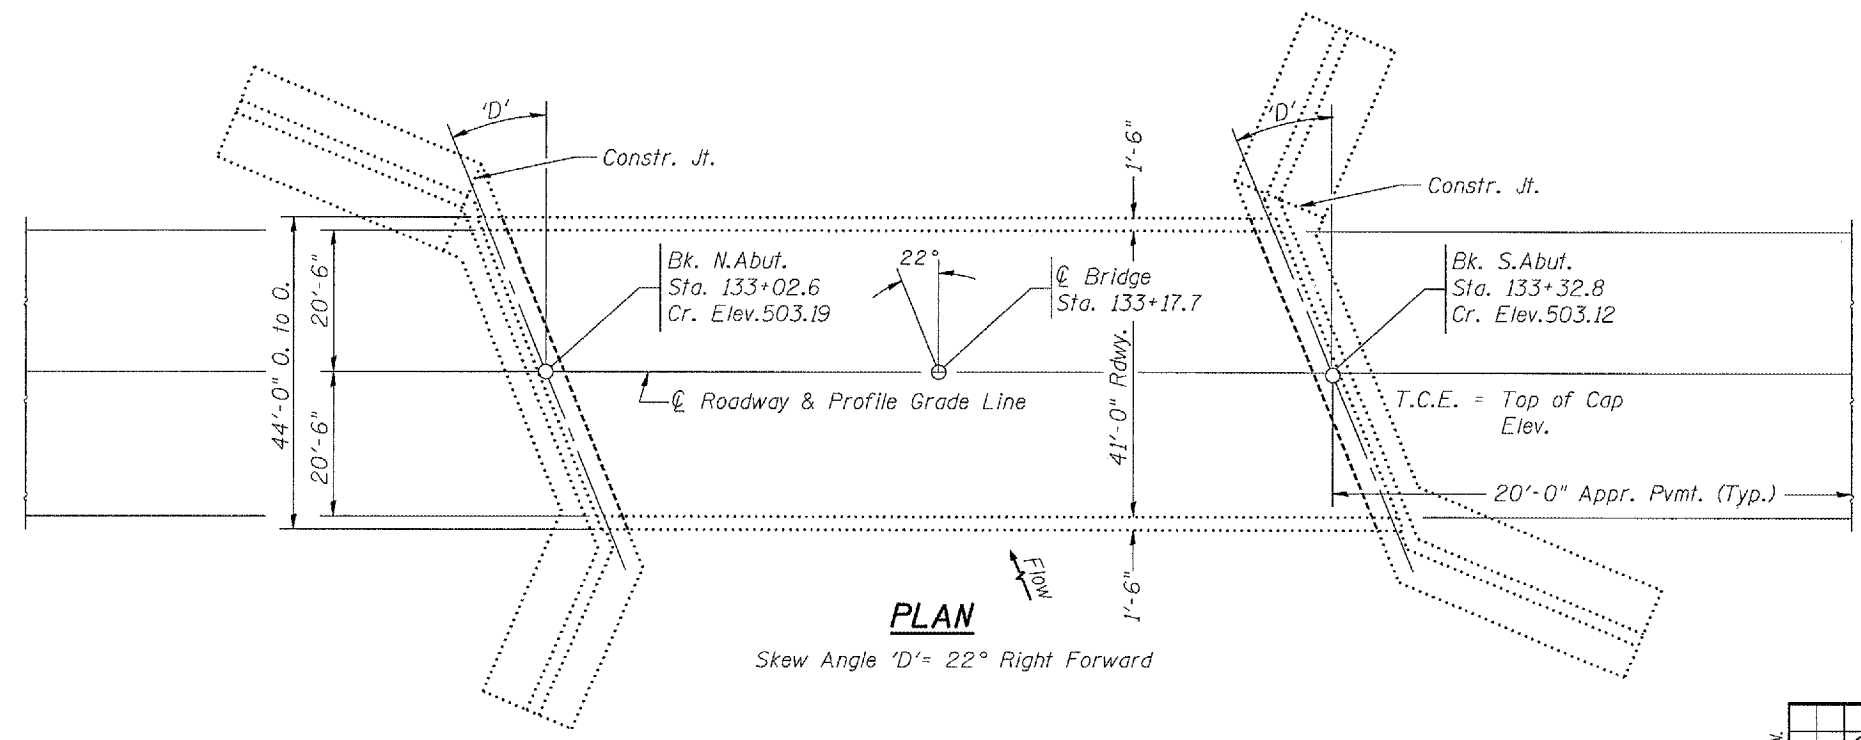 'D'
'D'
Constr. Jt.
1'-6"
Constr. Jt.
44'-0" O. to O.
20'-6"
20'-6"
Bk. N.Abut.
Sta. 133+02.6
Cr. Elev.503.19
22°
℄ Bridge
Sta. 133+17.7
41'-0" Rdwy.
Bk. S.Abut.
Sta. 133+32.8
Cr. Elev.503.12
℄ Roadway & Profile Grade Line
T.C.E. = Top of Cap
Elev.
20'-0" Appr. Pvmt. (Typ.)
Flow
1'-6"
PLAN
Skew Angle 'D'= 22° Right Forward